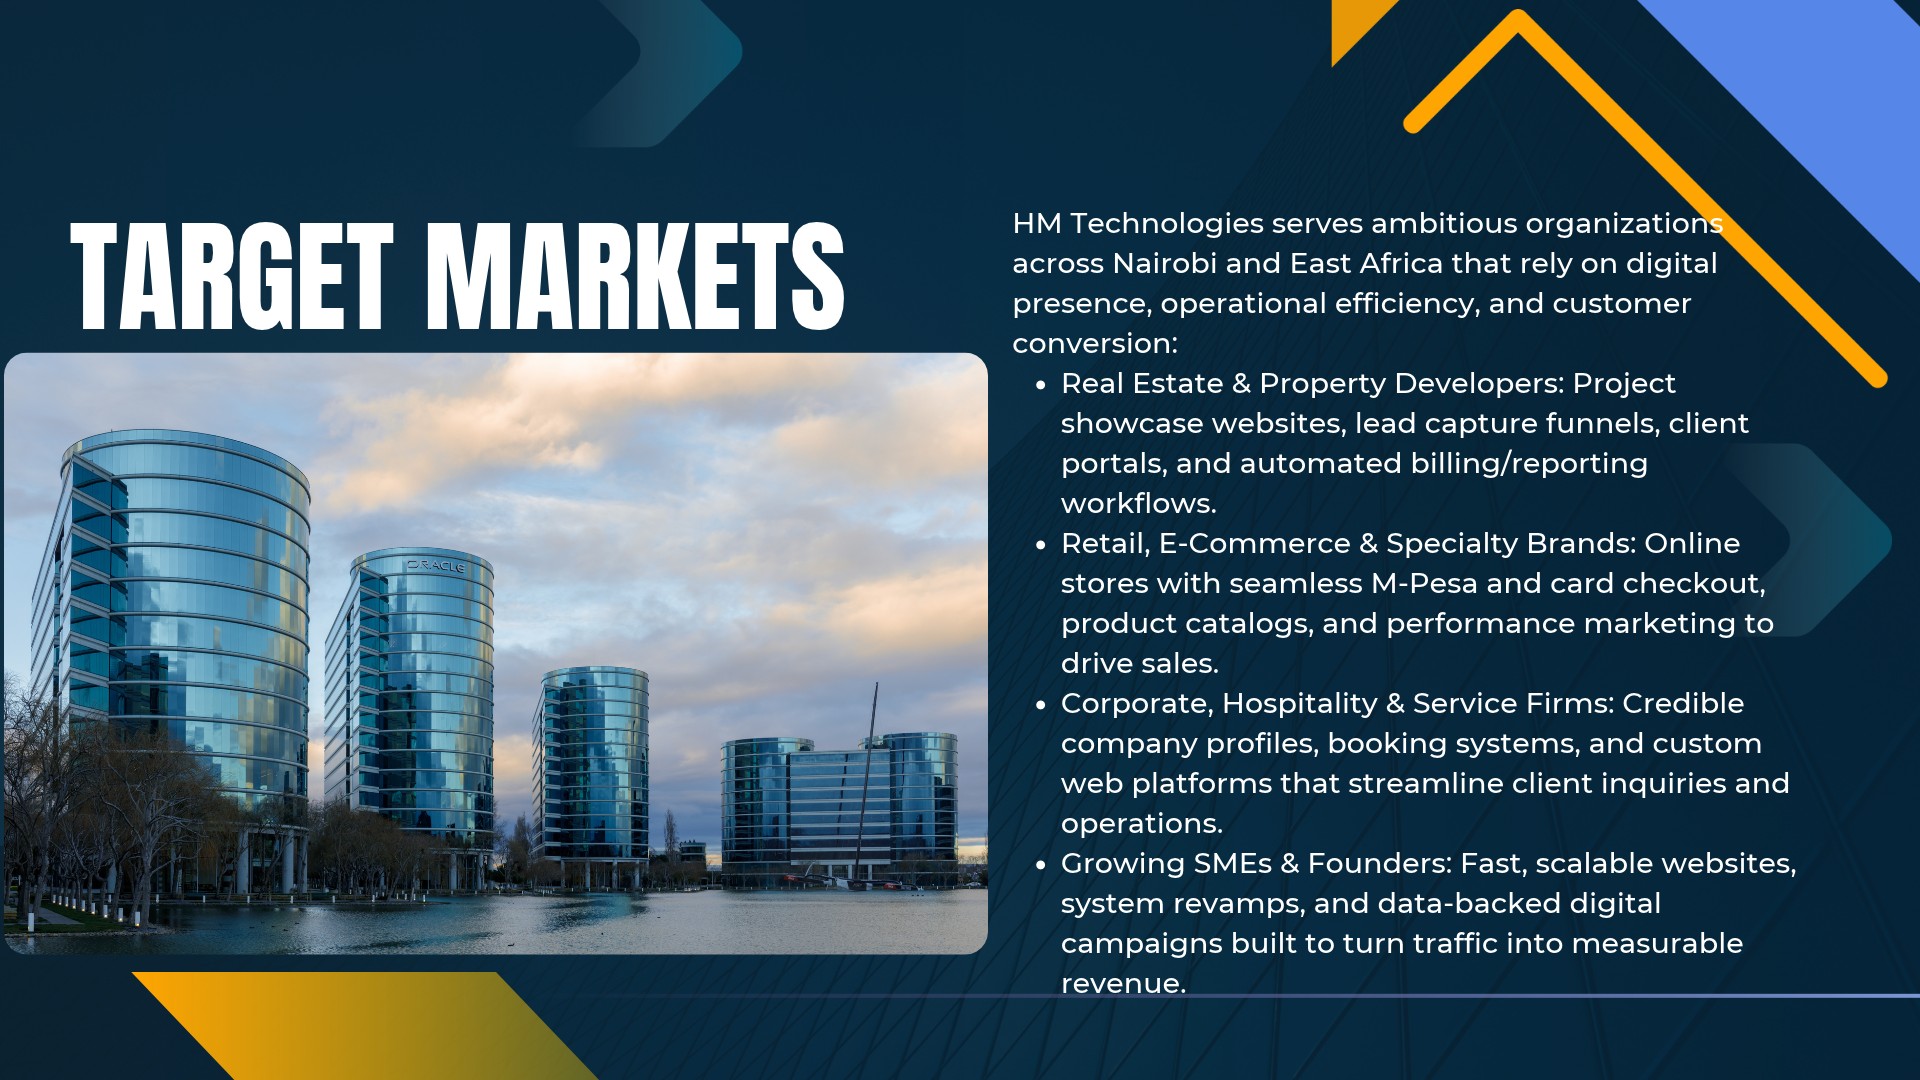 TARGET MARKETS
ORACLE
HM Technologies serves ambitious organizations
across Nairobi and East Africa that rely on digital
presence, operational efficiency, and customer
conversion:
• Real Estate & Property Developers: Project
showcase websites, lead capture funnels, client
portals, and automated billing/reporting
workflows.
• Retail, E-Commerce & Specialty Brands: Online
stores with seamless M-Pesa and card checkout,
product catalogs, and performance marketing to
drive sales.
• Corporate, Hospitality & Service Firms: Credible
company profiles, booking systems, and custom
web platforms that streamline client inquiries and
operations.
• Growing SMEs & Founders: Fast, scalable websites,
system revamps, and data-backed digital
campaigns built to turn traffic into measurable
revenue.